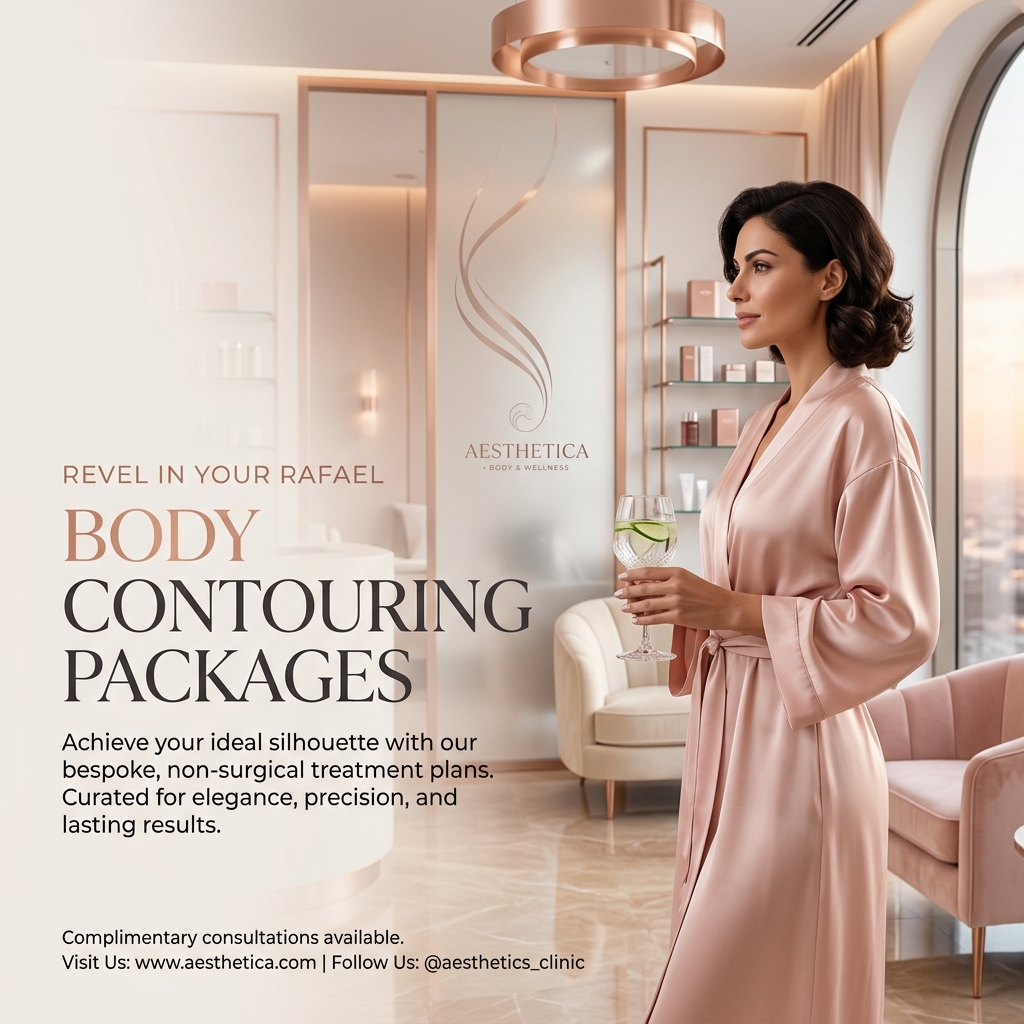 AESTHETICA
• BODY & WELLNESS
REVEL IN YOUR RAFAEL
BODY
CONTOURING
PACKAGES
Achieve your ideal silhouette with our
bespoke, non-surgical treatment plans.
Curated for elegance, precision, and
lasting results.
Complimentary consultations available.
Visit Us: www.aesthetica.com | Follow Us: @aesthetics_clinic